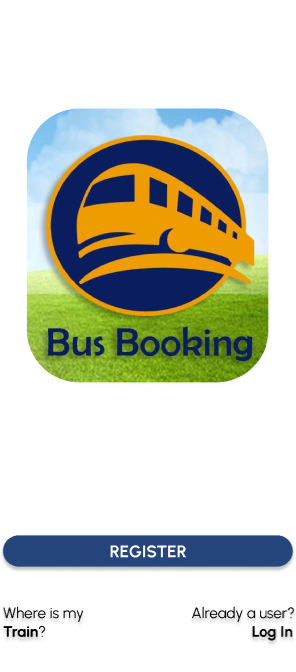 Bus Booking
REGISTER
Where is my
Train?
Already a user?
Log In